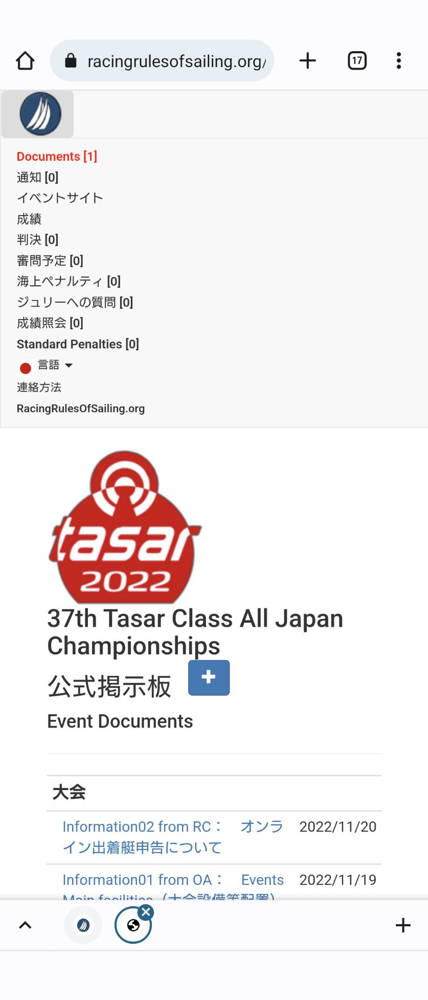 racingrulesofsailing.org/
17
Documents [1]
通知 [0]
イベントサイト
成績
判決 [0]
審問予定 [0]
海上ペナルティ [0]
ジュリーへの質問 [0]
成績照会 [0]
Standard Penalties [0]
言語
連絡方法
RacingRulesOfSailing.org
tasar
2022
37th Tasar Class All Japan
Championships
公式掲示板
Event Documents
大会
Information02 from RC： オンラ 2022/11/20
イン出着艇申告について
Information01 from OA： Events 2022/11/19
Main facilities（大会設備等配置）